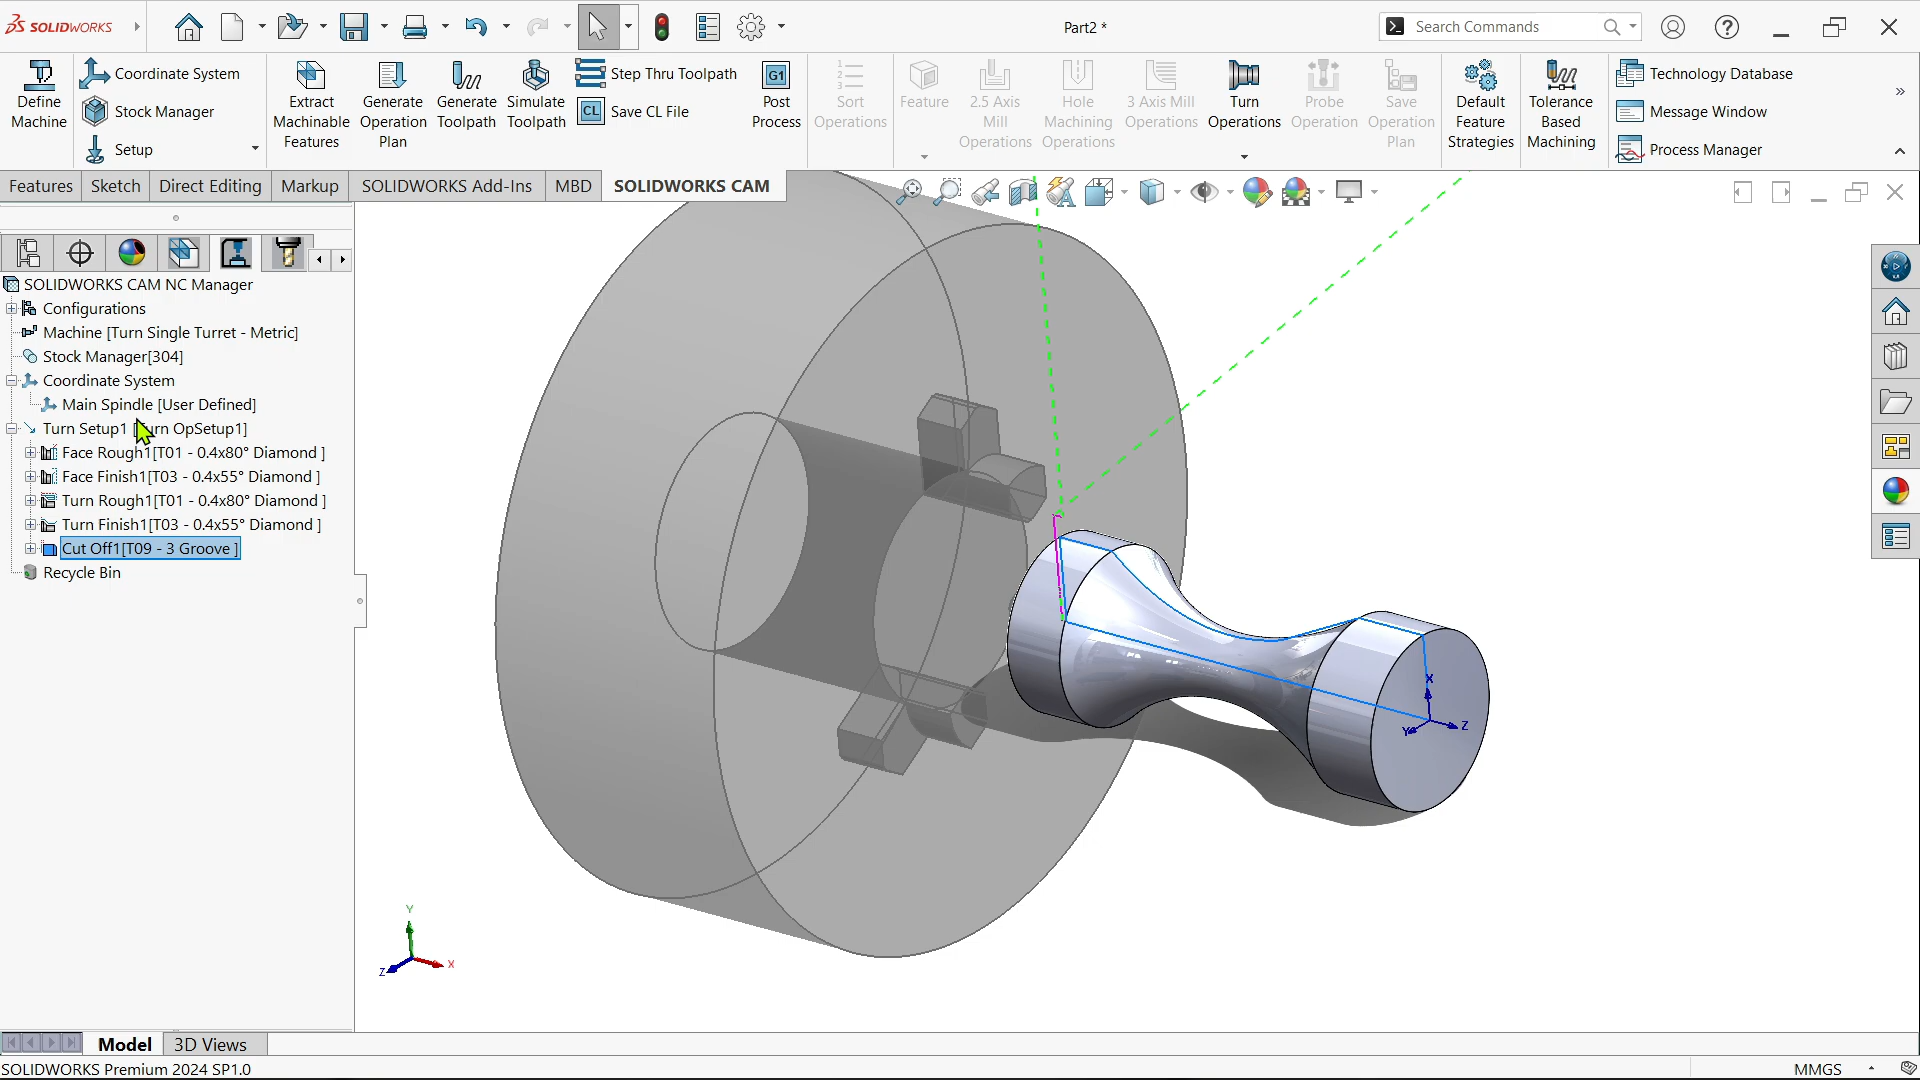 SOLIDWORKS
Part2 *
Search Commands
Define Machine
Coordinate System
Stock Manager
Setup
Extract Machinable Features
Generate Operation Plan
Generate Toolpath
Simulate Toolpath
Step Thru Toolpath
CL Save CL File
G1 Post Process
Sort Operations
Feature
2.5 Axis Mill Operations
Hole Machining Operations
3 Axis Mill Operations
Turn Operations
Probe Operation
Save Operation Plan
Default Feature Strategies
Tolerance Based Machining
Technology Database
Message Window
Process Manager
Features
Sketch
Direct Editing
Markup
SOLIDWORKS Add-Ins
MBD
SOLIDWORKS CAM
SOLIDWORKS CAM NC Manager
Configurations
Machine [Turn Single Turret - Metric]
Stock Manager[304]
Coordinate System
Main Spindle [User Defined]
Turn Setup1 urn OpSetup1]
Face Rough1[T01 - 0.4x80° Diamond ]
Face Finish1[T03 - 0.4x55° Diamond ]
Turn Rough1[T01 - 0.4x80° Diamond ]
Turn Finish1[T03 - 0.4x55° Diamond ]
Cut Off1[T09 - 3 Groove ]
Recycle Bin
X
Y
Z
Y
Z
X
Model
3D Views
SOLIDWORKS Premium 2024 SP1.0
MMGS